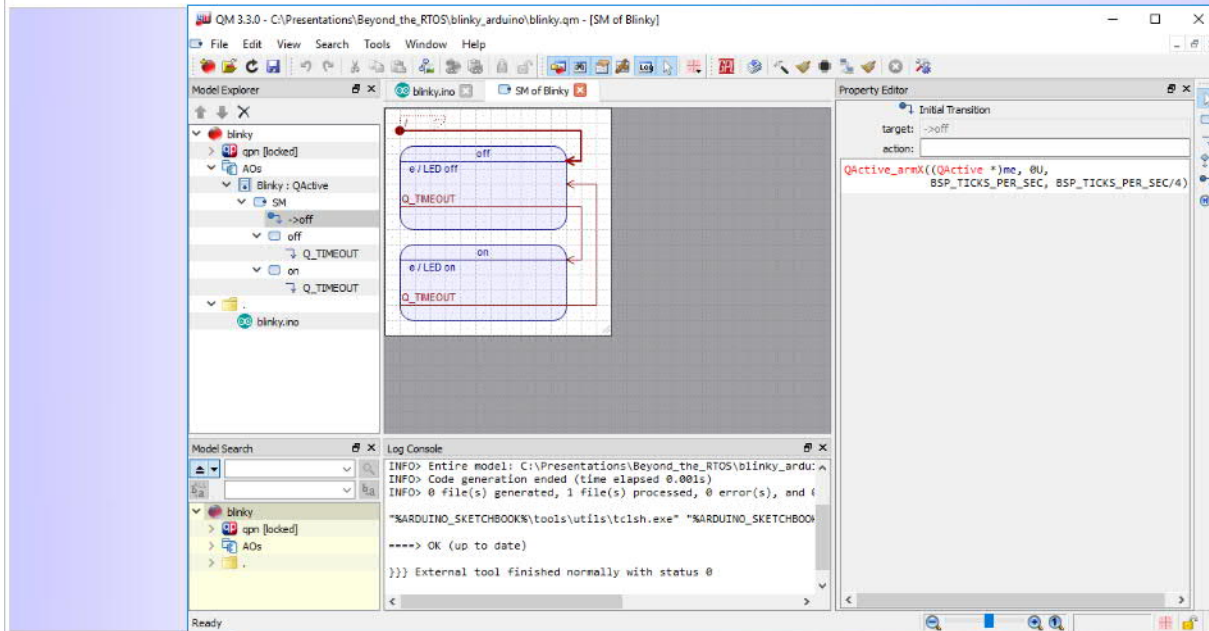 QM 3.3.0 - C:\Presentations\Beyond_the_RTOS\blinky_arduino\blinky.qm - [SM of Blinky]
File Edit View Search Tools Window Help
Model Explorer
blinky
qpn [locked]
AOs
Blinky : QActive
SM
->off
off
Q_TIMEOUT
on
Q_TIMEOUT
.
blinky.ino
blinky.ino
SM of Blinky
off
e / LED off
Q_TIMEOUT
on
e / LED on
Q_TIMEOUT
Property Editor
Initial Transition
target: ->off
action:
QActive_armX((QActive *)me, 0U,
BSP_TICKS_PER_SEC, BSP_TICKS_PER_SEC/4)
Model Search
blinky
qpn [locked]
AOs
.
Log Console
INFO> Entire model: C:\Presentations\Beyond_the_RTOS\blinky_ardu
INFO> Code generation ended (time elapsed 0.001s)
INFO> 0 file(s) generated, 1 file(s) processed, 0 error(s), and
"%ARDUINO_SKETCHBOOK%\tools\utils\tclsh.exe" "%ARDUINO_SKETCHBOO
----> OK (up to date)
}}} External tool finished normally with status 0
Ready